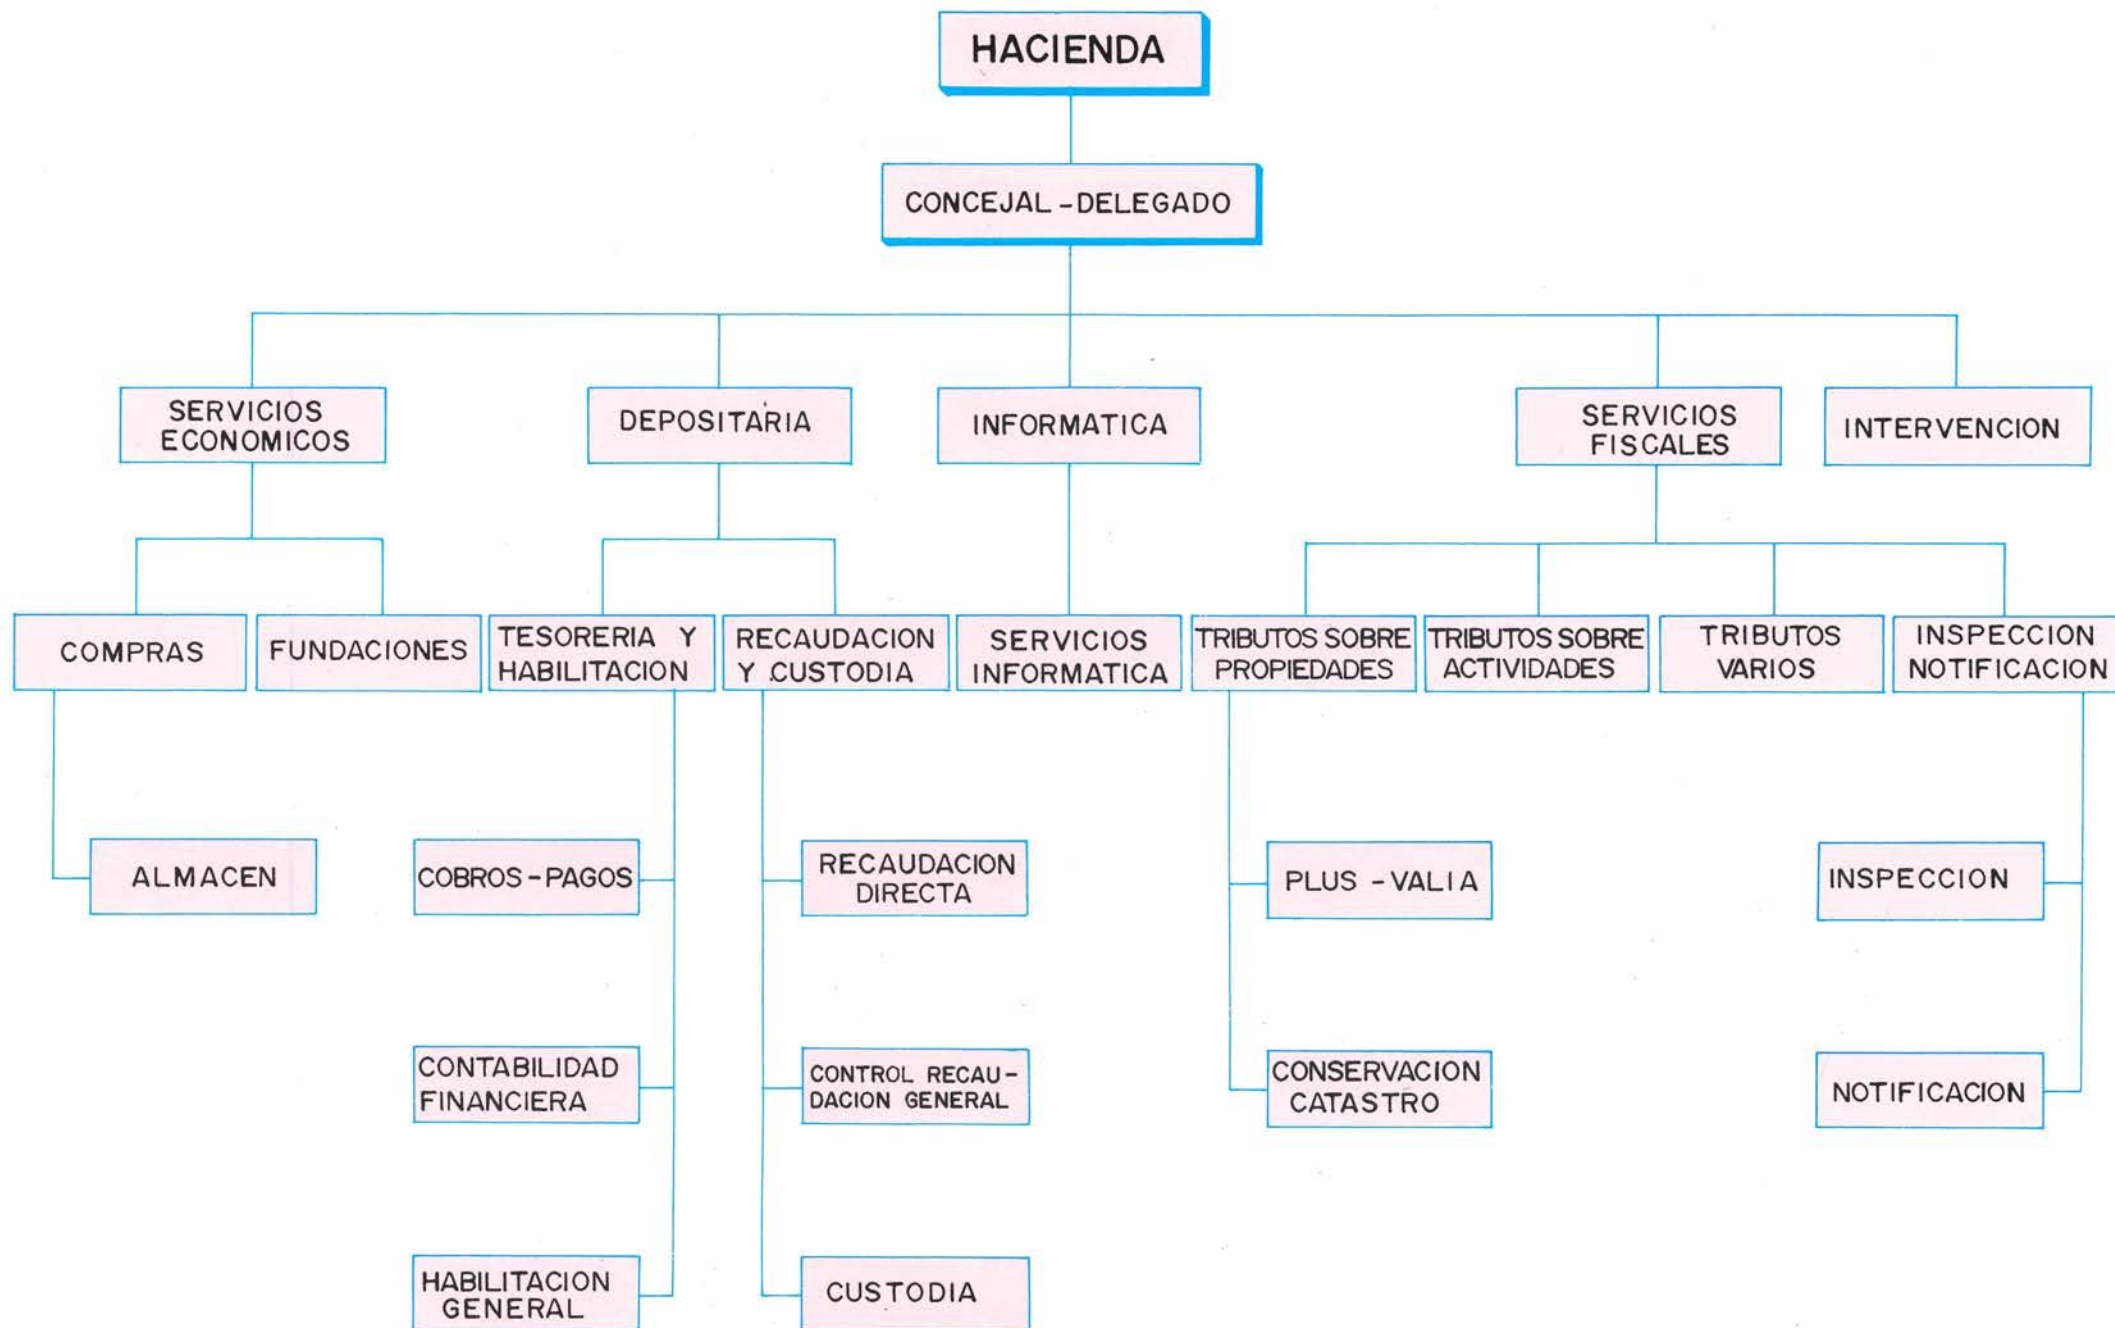 HACIENDA
CONCEJAL - DELEGADO
SERVICIOS
ECONOMICOS
DEPOSITARIA
INFORMATICA
SERVICIOS
FISCALES
INTERVENCION
COMPRAS
FUNDACIONES
TESORERIA Y
HABILITACION
RECAUDACION
Y CUSTODIA
SERVICIOS
INFORMATICA
TRIBUTOS SOBRE
PROPIEDADES
TRIBUTOS SOBRE
ACTIVIDADES
TRIBUTOS
VARIOS
INSPECCION
NOTIFICACION
ALMACEN
COBROS - PAGOS
RECAUDACION
DIRECTA
PLUS - VALIA
INSPECCION
CONTABILIDAD
FINANCIERA
CONTROL RECAU-
DACION GENERAL
CONSERVACION
CATASTRO
NOTIFICACION
HABILITACION
GENERAL
CUSTODIA